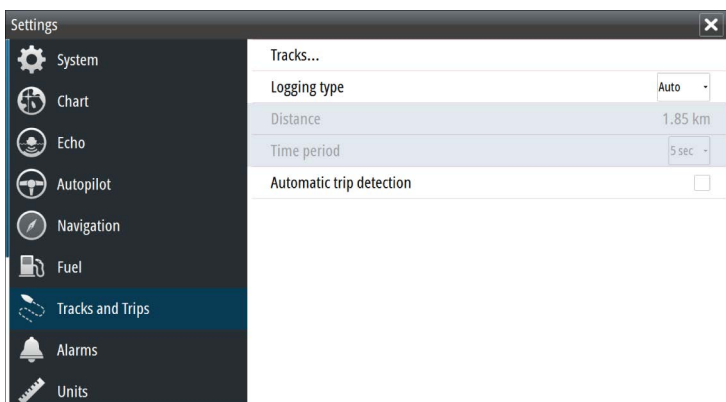 Settings
System
Chart
Echo
Autopilot
Navigation
Fuel
Tracks and Trips
Alarms
Units
Tracks...
Logging type Auto
Distance 1.85 km
Time period 5 sec
Automatic trip detection